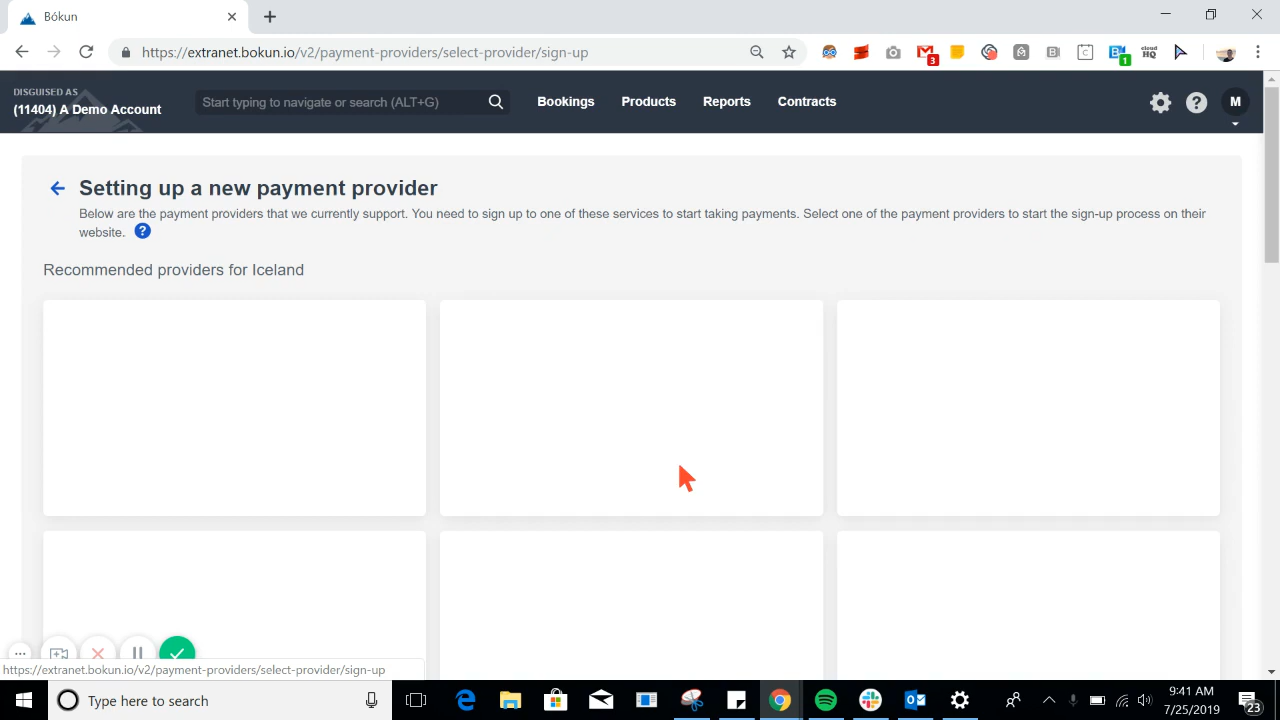 Bókun
https://extranet.bokun.io/v2/payment-providers/select-provider/sign-up
3
1
cloud
HQ
DISGUISED AS
(11404) A Demo Account
Start typing to navigate or search (ALT+G)
Bookings
Products
Reports
Contracts
?
M
Setting up a new payment provider
Below are the payment providers that we currently support. You need to sign up to one of these services to start taking payments. Select one of the payment providers to start the sign-up process on their
website. ?
Recommended providers for Iceland
https://extranet.bokun.io/v2/payment-providers/select-provider/sign-up
Type here to search
9:41 AM
7/25/2019
23